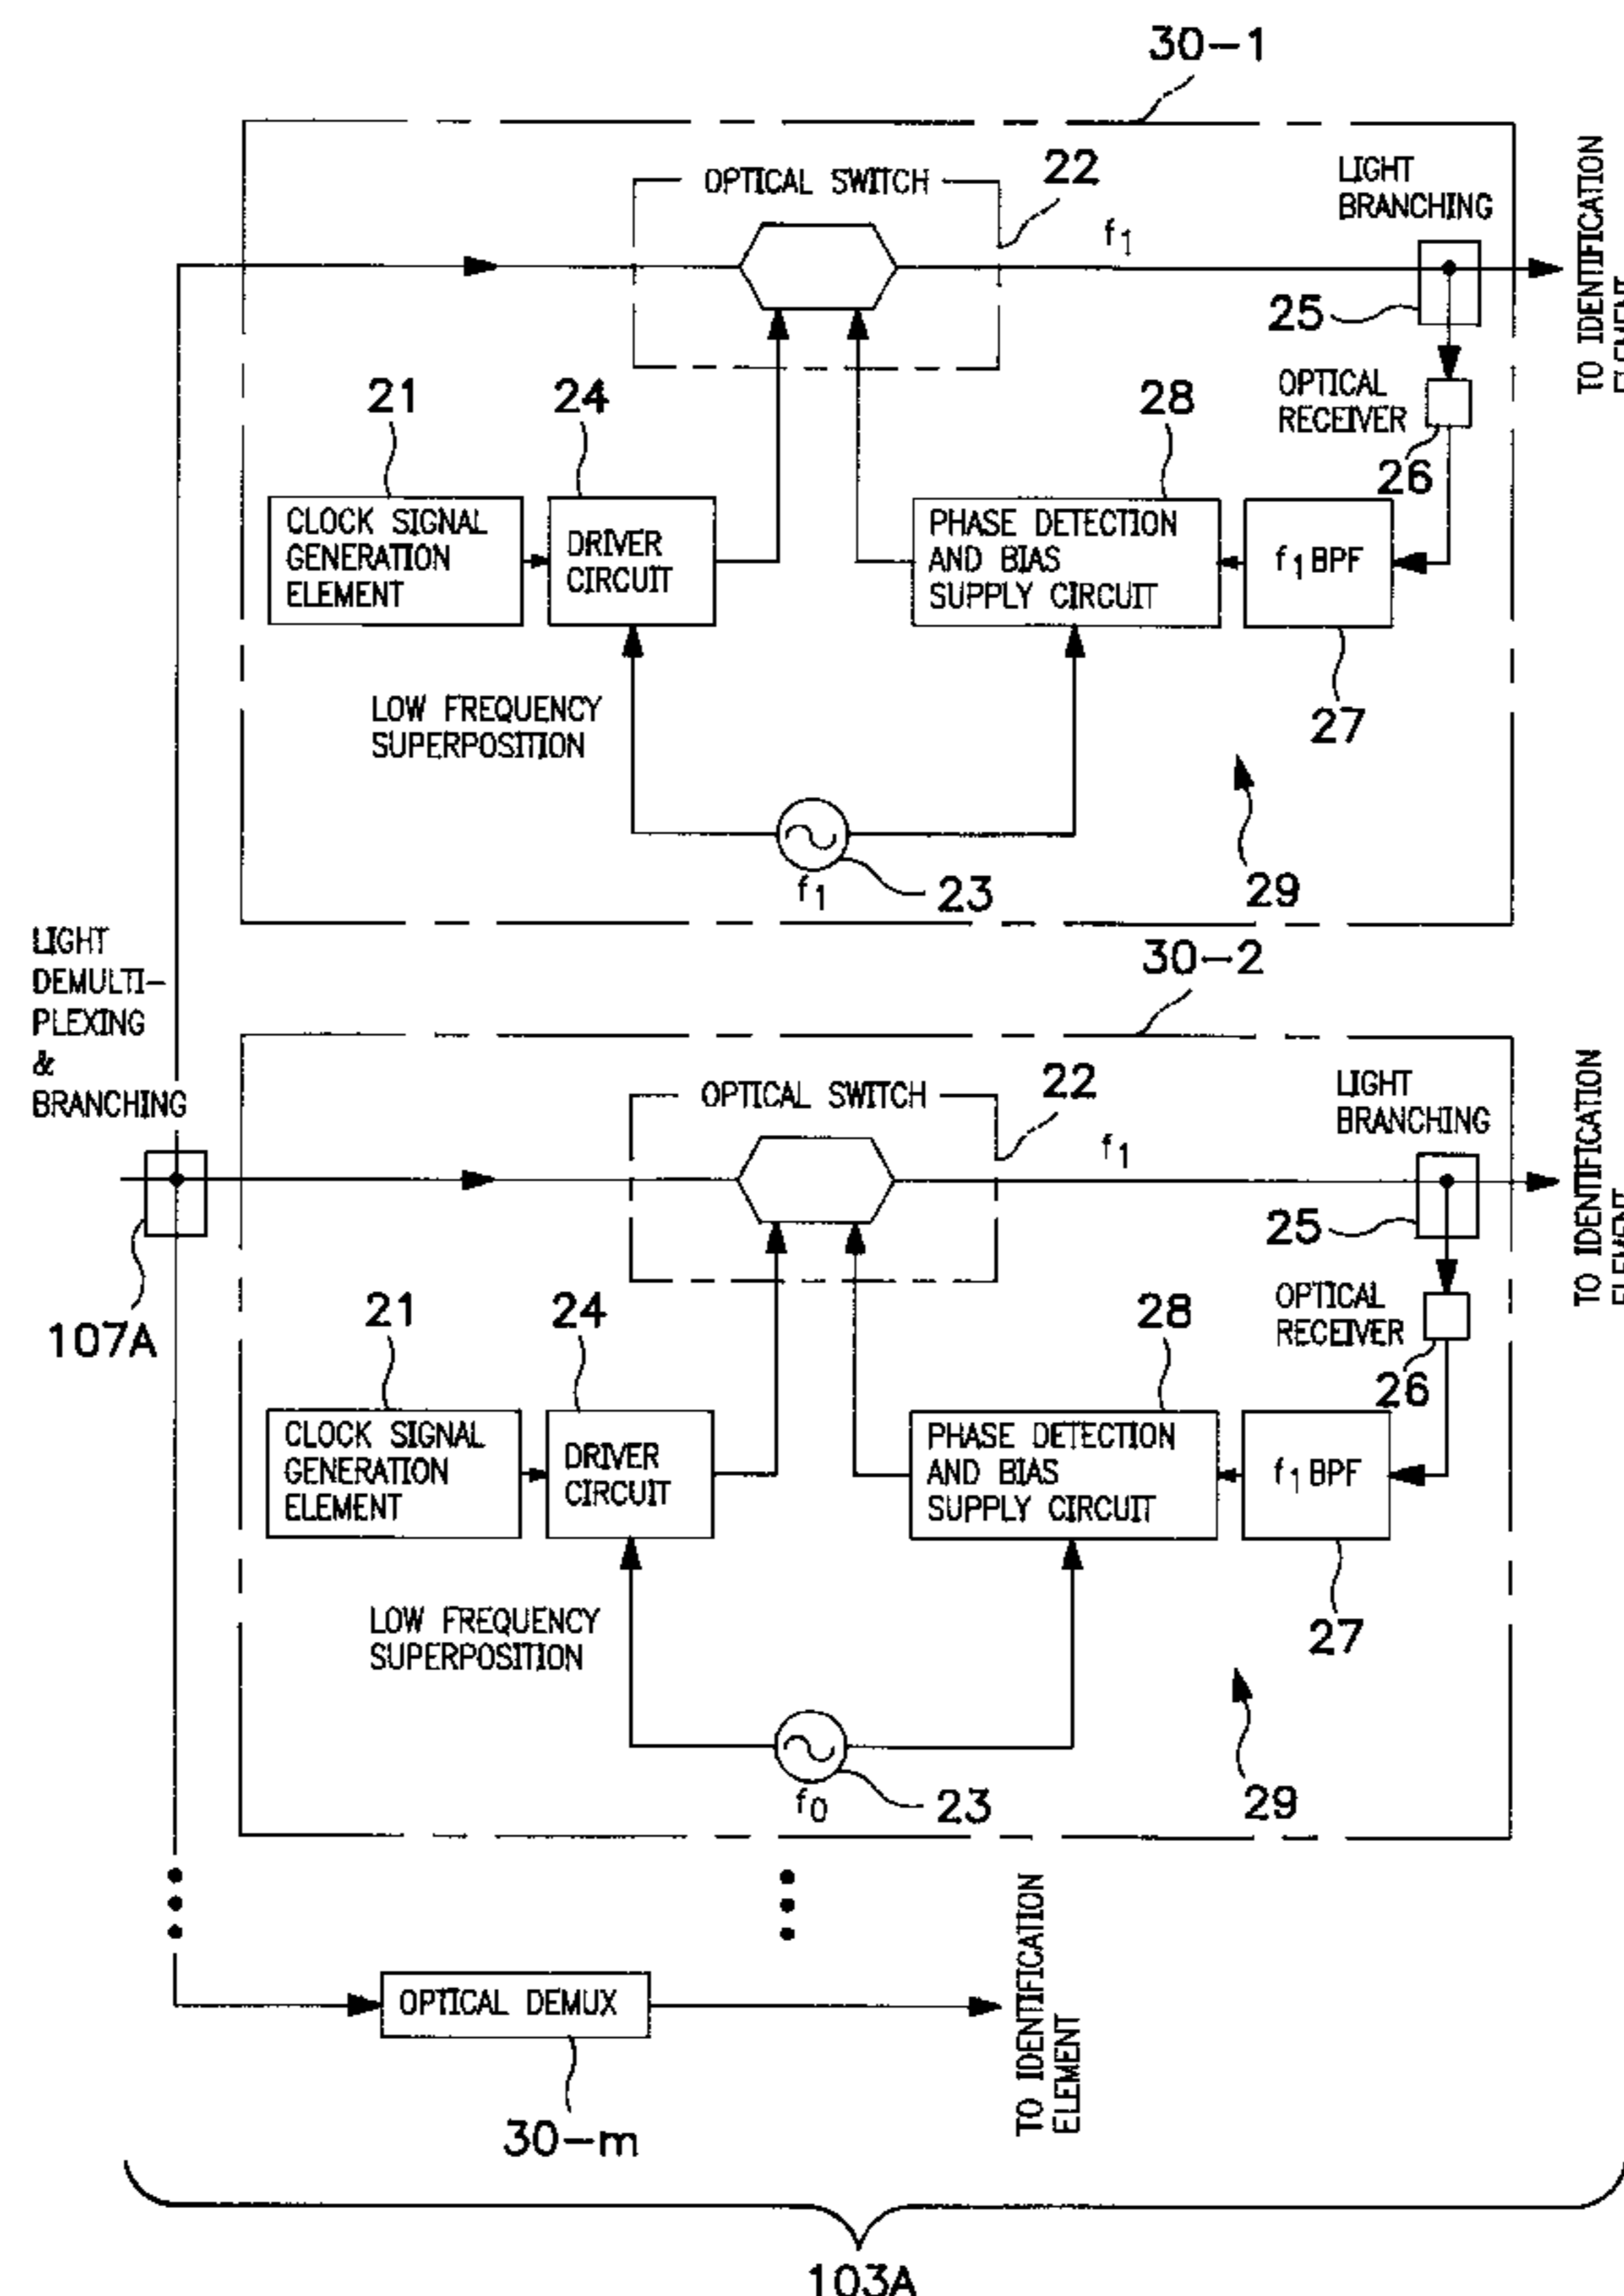 30-1
OPTICAL SWITCH
22
LIGHT
BRANCHING
f1
25
TO IDENTIFICATION
ELEMENT
21
24
28
OPTICAL
RECEIVER
26
CLOCK SIGNAL
GENERATION
ELEMENT
DRIVER
CIRCUIT
PHASE DETECTION
AND BIAS
SUPPLY CIRCUIT
f1 BPF
27
LOW FREQUENCY
SUPERPOSITION
f1
23
29
LIGHT
DEMULTI-
PLEXING
&
BRANCHING
107A
30-2
OPTICAL SWITCH
22
LIGHT
BRANCHING
f1
25
TO IDENTIFICATION
ELEMENT
21
24
28
OPTICAL
RECEIVER
26
CLOCK SIGNAL
GENERATION
ELEMENT
DRIVER
CIRCUIT
PHASE DETECTION
AND BIAS
SUPPLY CIRCUIT
f1 BPF
27
LOW FREQUENCY
SUPERPOSITION
f0
23
29
OPTICAL DEMUX
TO IDENTIFICATION
ELEMENT
30-m
103A